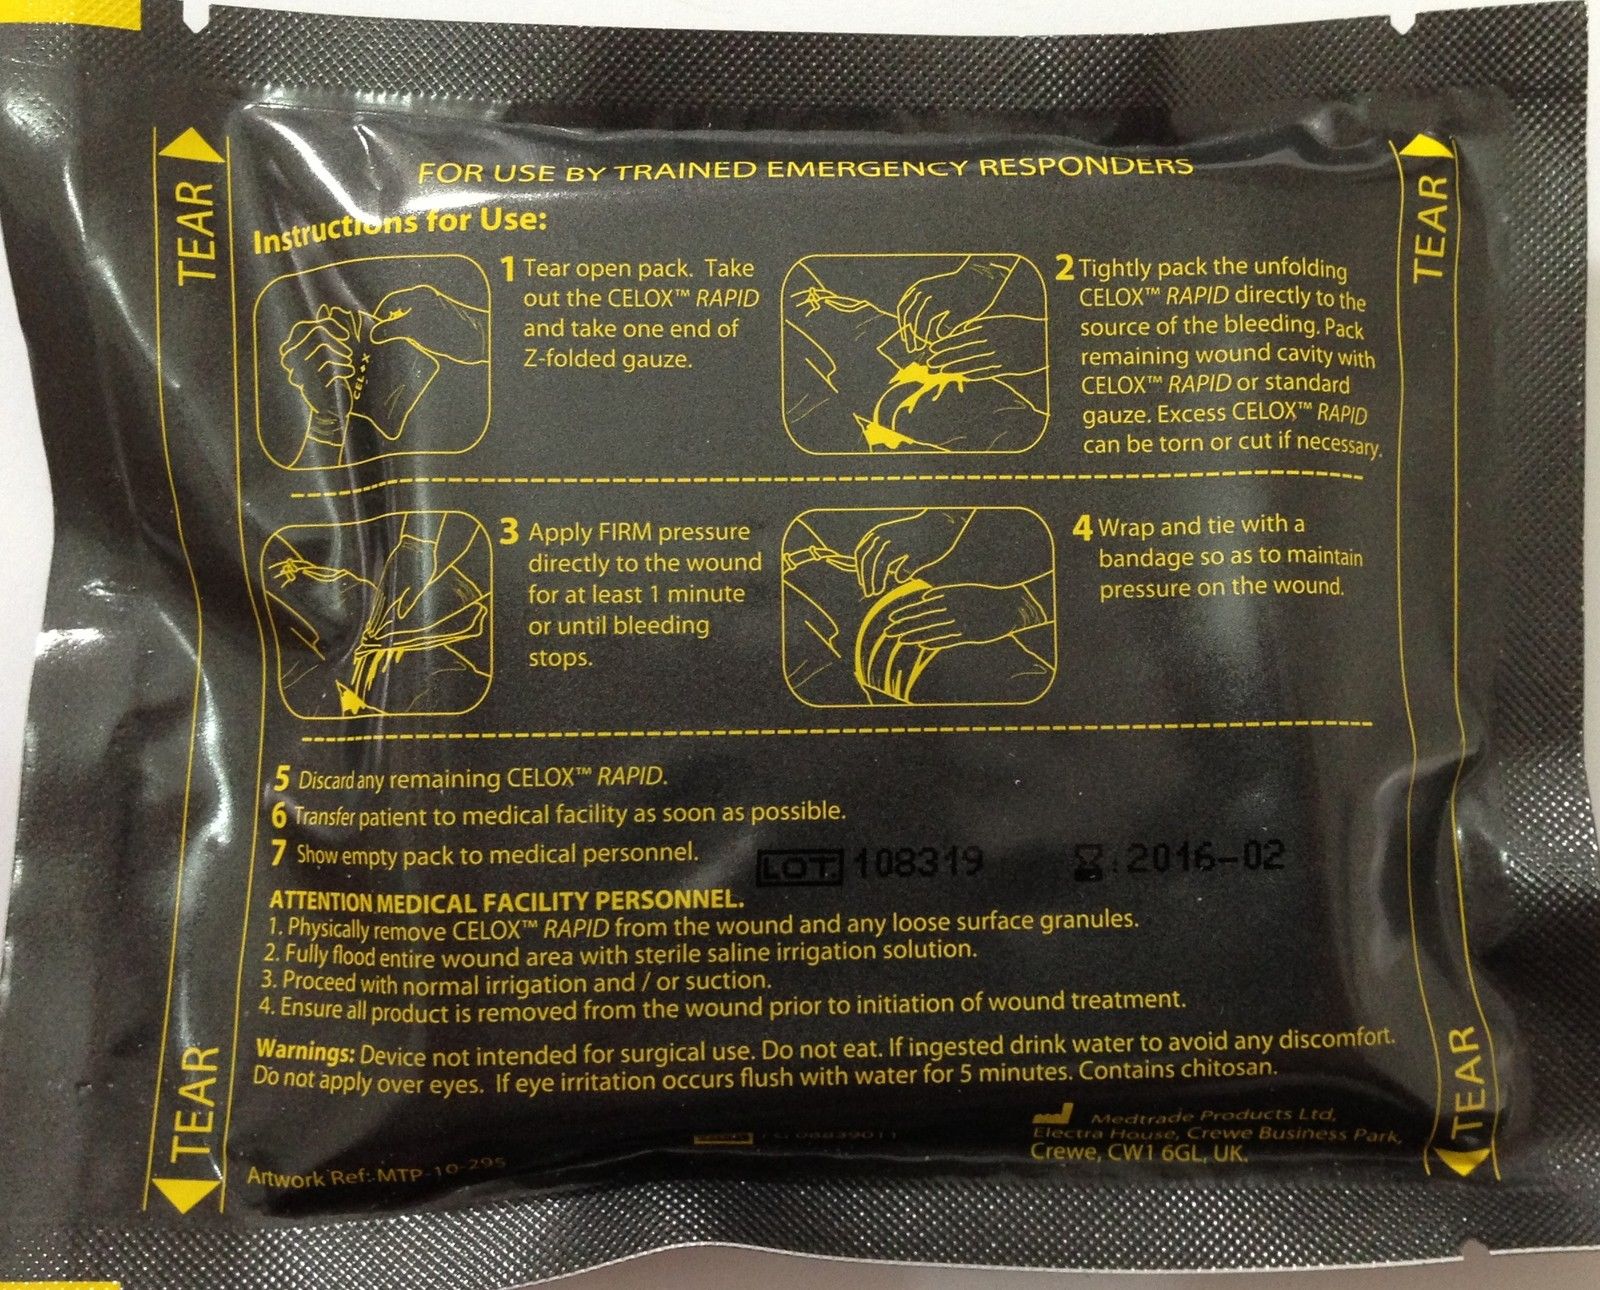 TEAR
TEAR
FOR USE BY TRAINED EMERGENCY RESPONDERS
Instructions for Use:
CEL+X
1 Tear open pack. Take
out the CELOX™ RAPID
and take one end of
Z-folded gauze.
2 Tightly pack the unfolding
CELOX™ RAPID directly to the
source of the bleeding. Pack
remaining wound cavity with
CELOX™ RAPID or standard
gauze. Excess CELOX™ RAPID
can be torn or cut if necessary.
3 Apply FIRM pressure
directly to the wound
for at least 1 minute
or until bleeding
stops.
4 Wrap and tie with a
bandage so as to maintain
pressure on the wound.
5 Discard any remaining CELOX™ RAPID.
6 Transfer patient to medical facility as soon as possible.
7 Show empty pack to medical personnel.
LOT: 108319 : 2016-02
ATTENTION MEDICAL FACILITY PERSONNEL.
1. Physically remove CELOX™ RAPID from the wound and any loose surface granules.
2. Fully flood entire wound area with sterile saline irrigation solution.
3. Proceed with normal irrigation and / or suction.
4. Ensure all product is removed from the wound prior to initiation of wound treatment.
Warnings: Device not intended for surgical use. Do not eat. If ingested drink water to avoid any discomfort.
Do not apply over eyes. If eye irritation occurs flush with water for 5 minutes. Contains chitosan.
Medtrade Products Ltd,
Electra House, Crewe Business Park,
Crewe, CW1 6GL, UK.
Artwork Ref: MTP-10-295
TEAR
TEAR